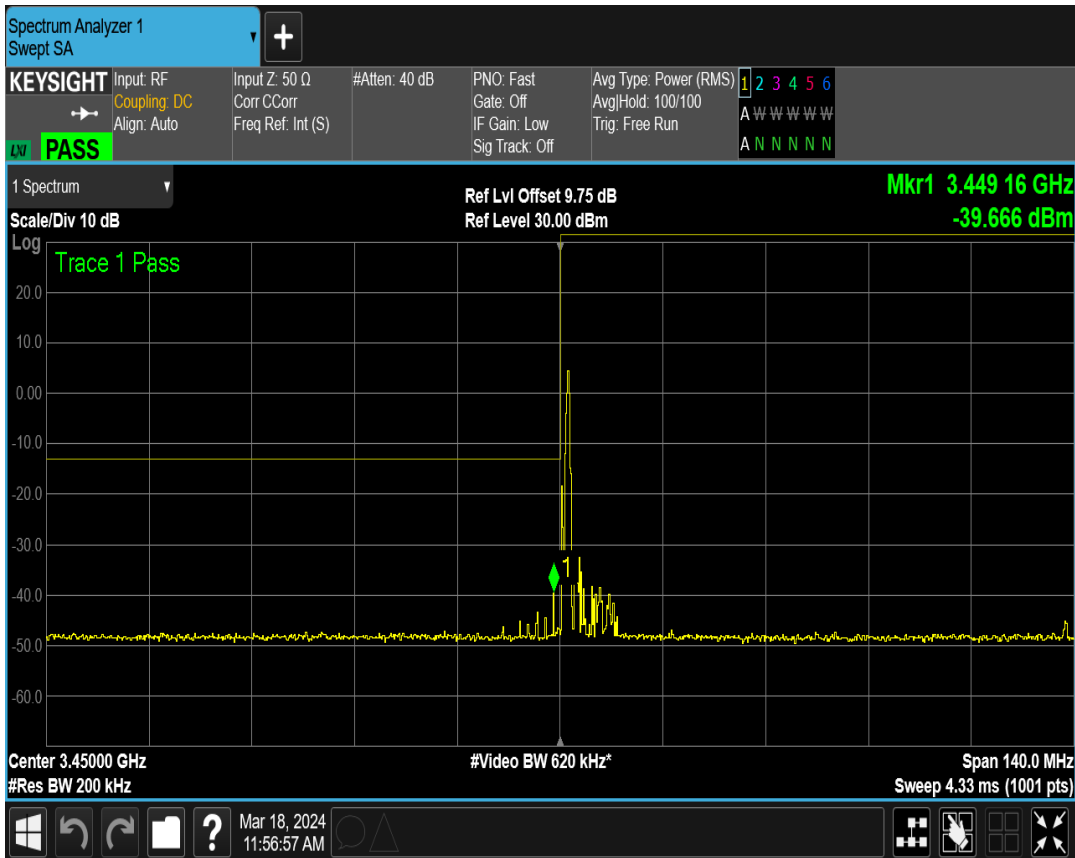 Spectrum Analyzer 1
Swept SA
+
KEYSIGHT
LXI
PASS
Input: RF
Coupling: DC
Align: Auto
Input Z: 50 Ω
Corr CCorr
Freq Ref: Int (S)
#Atten: 40 dB
PNO: Fast
Gate: Off
IF Gain: Low
Sig Track: Off
Avg Type: Power (RMS)
Avg|Hold: 100/100
Trig: Free Run
1 2 3 4 5 6
A W W W W W
A N N N N N
1 Spectrum
Scale/Div 10 dB
Ref Lvl Offset 9.75 dB
Ref Level 30.00 dBm
Mkr1 3.449 16 GHz
-39.666 dBm
Log
Trace 1 Pass
20.0
10.0
0.00
-10.0
-20.0
-30.0
1
-40.0
-50.0
-60.0
Center 3.45000 GHz
#Res BW 200 kHz
#Video BW 620 kHz*
Span 140.0 MHz
Sweep 4.33 ms (1001 pts)
?
Mar 18, 2024
11:56:57 AM